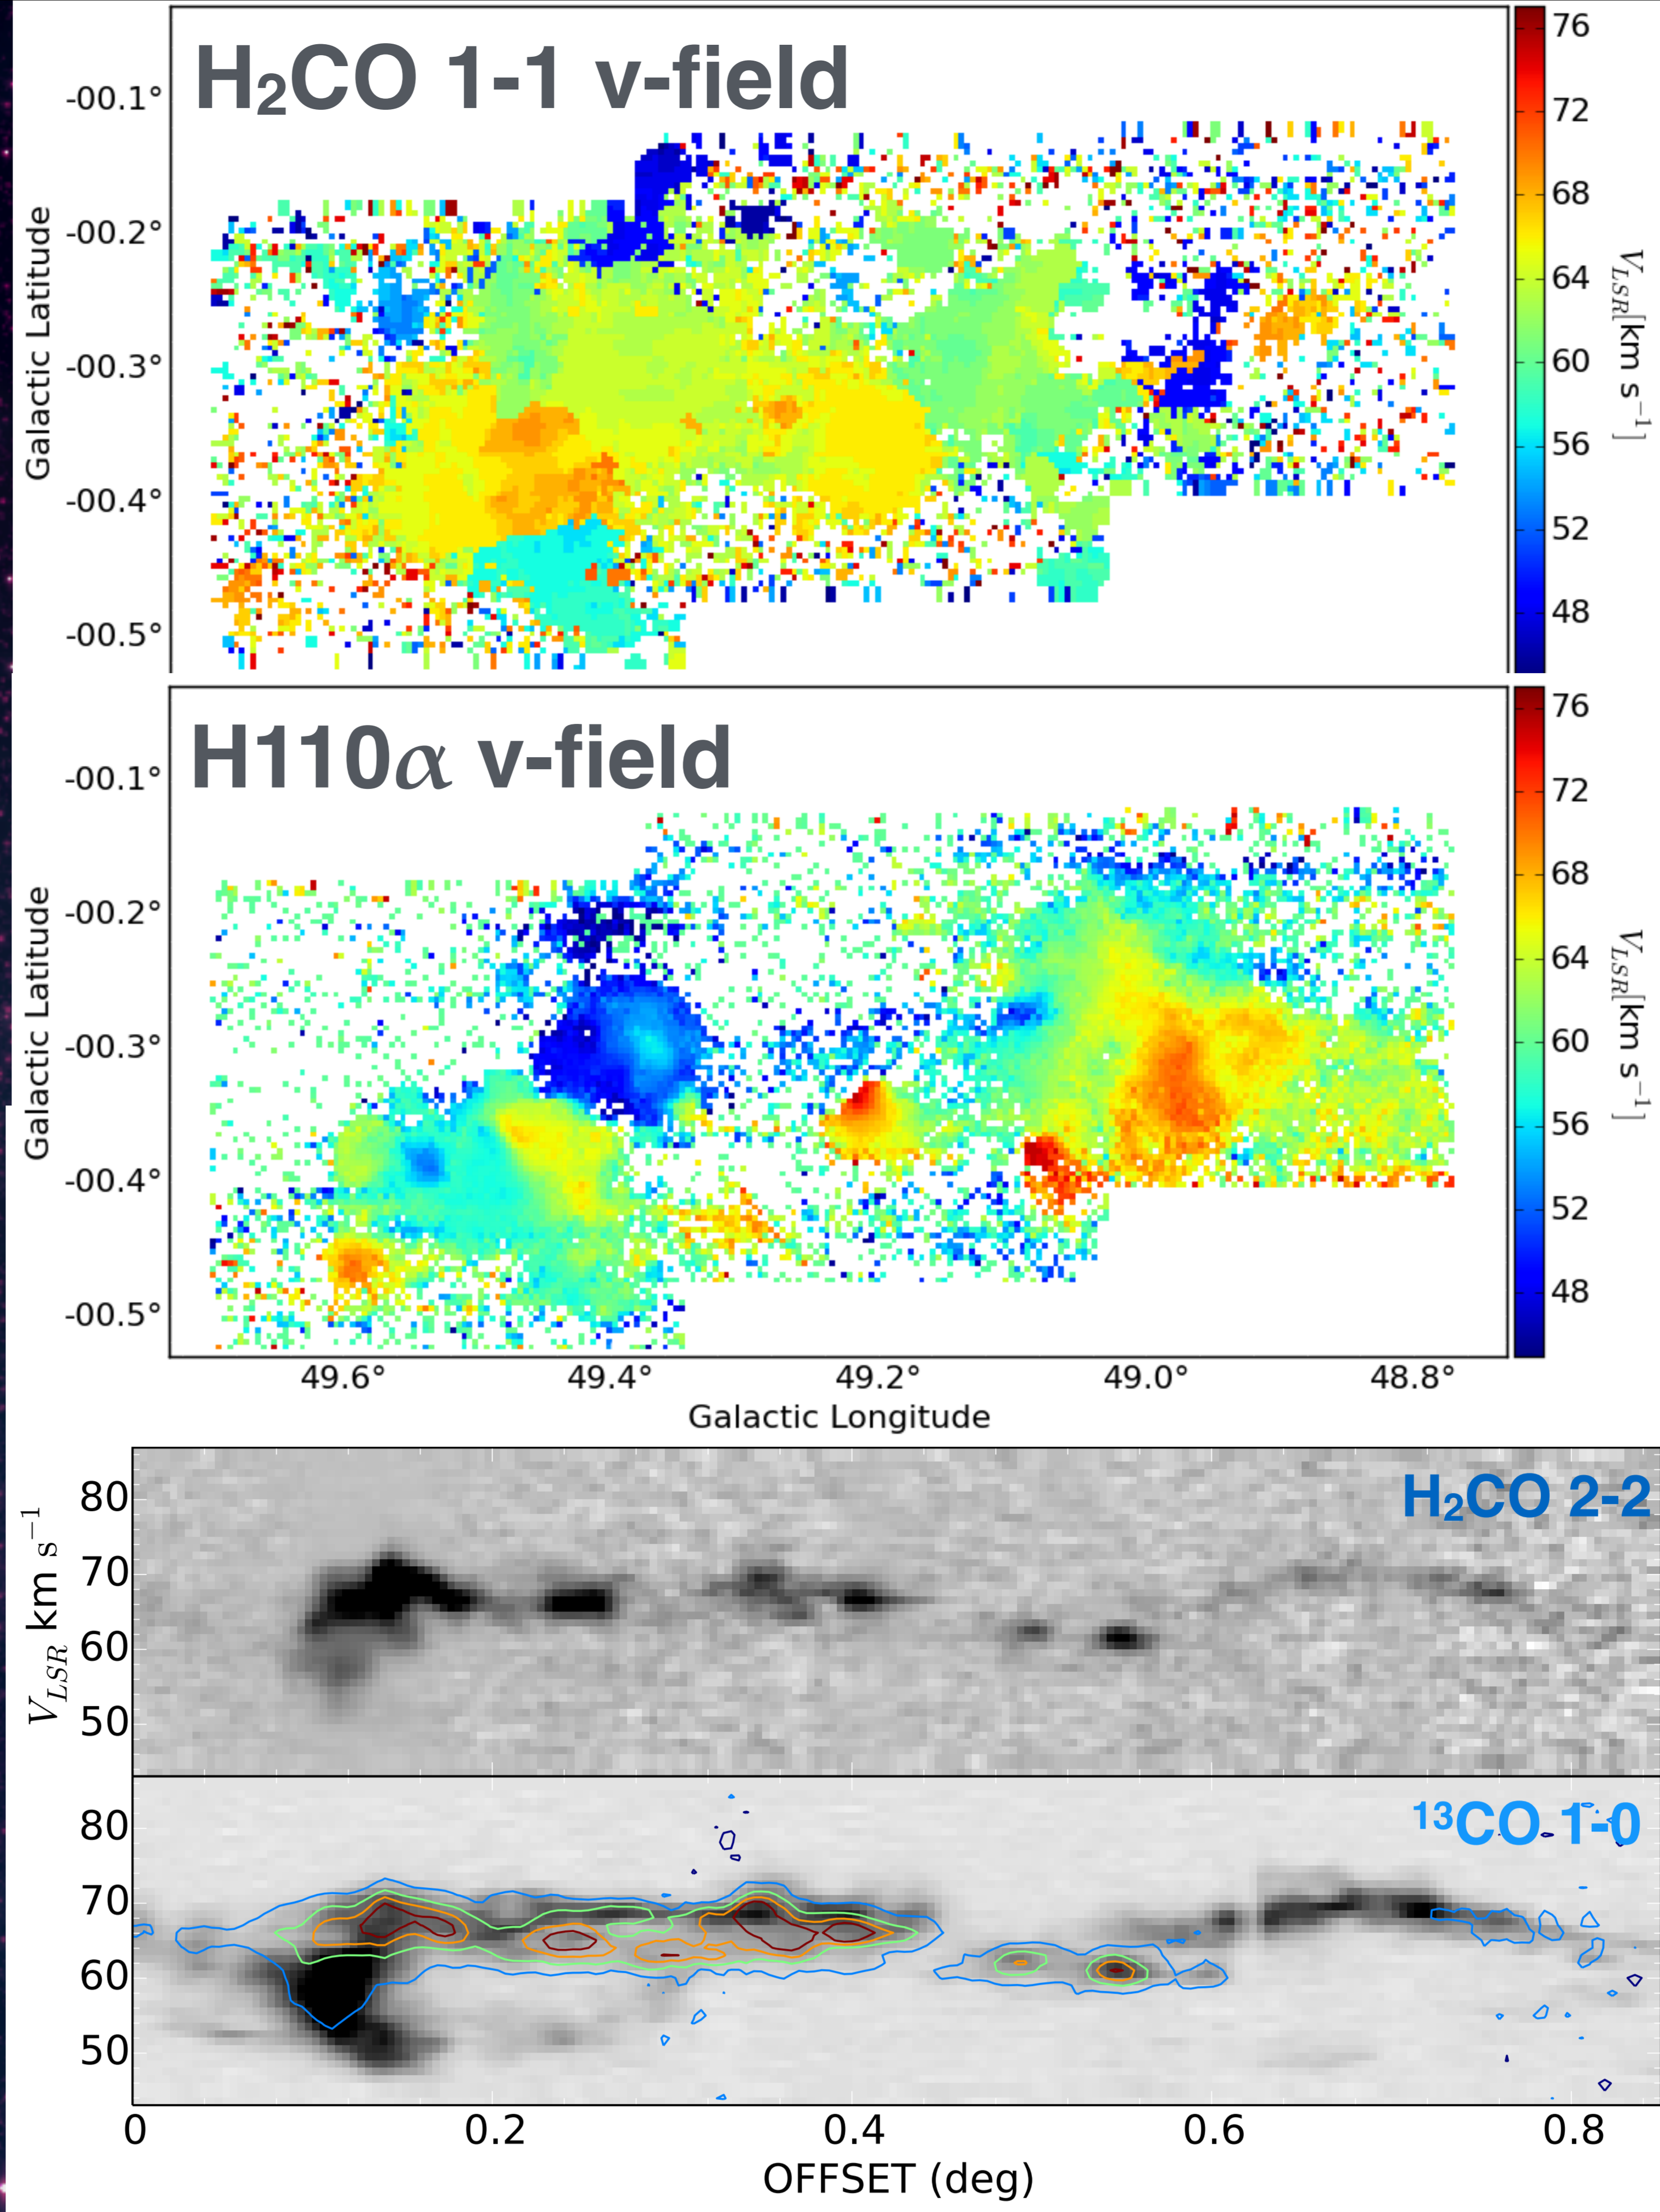 H₂CO 1-1 v-field
-00.1°
-00.2°
-00.3°
-00.4°
-00.5°
Galactic Latitude
76
72
68
64
60
56
52
48
V_LSR[km s⁻¹]
H110α v-field
-00.1°
-00.2°
-00.3°
-00.4°
-00.5°
Galactic Latitude
76
72
68
64
60
56
52
48
V_LSR[km s⁻¹]
49.6° 49.4° 49.2° 49.0° 48.8°
Galactic Longitude
H₂CO 2-2
80
70
60
50
V_LSR km s⁻¹
¹³CO 1-0
80
70
60
50
0 0.2 0.4 0.6 0.8
OFFSET (deg)